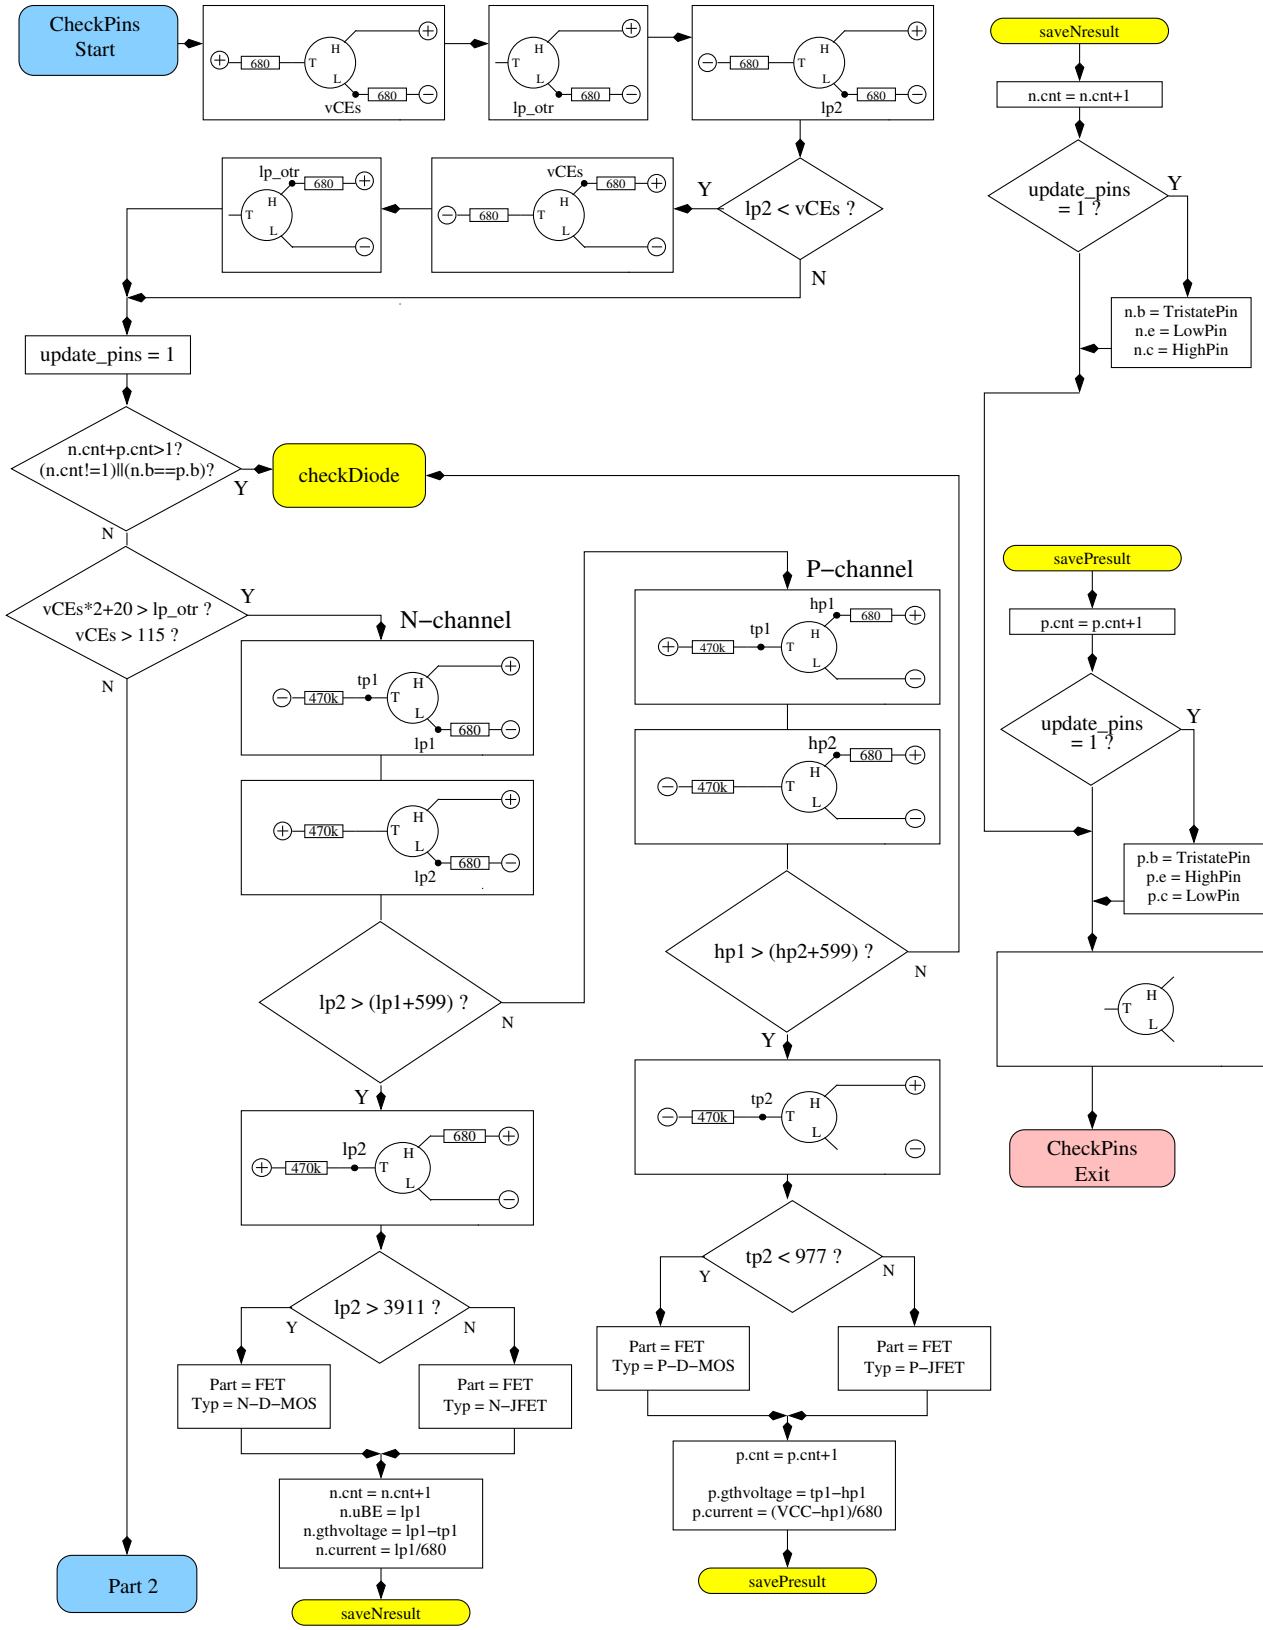 CheckPins
Start
+
680
T
H
L
+
vCEs
680
−
T
H
L
+
lp_otr
680
−
−
680
T
H
L
+
lp2
680
−
lp_otr
680
+
T
H
L
−
vCEs
680
+
−
680
T
H
L
−
Y
lp2 < vCEs ?
N
update_pins = 1
n.cnt+p.cnt>1?
(n.cnt!=1)||(n.b==p.b)?
Y
N
checkDiode
vCEs*2+20 > lp_otr ?
vCEs > 115 ?
Y
N
N−channel
tp1
−
470k
T
H
L
+
lp1
680
−
+
470k
T
H
L
+
lp2
680
−
lp2 > (lp1+599) ?
N
Y
lp2
+
470k
T
H
L
680
+
−
lp2 > 3911 ?
Y
N
Part = FET
Typ = N−D−MOS
Part = FET
Typ = N−JFET
n.cnt = n.cnt+1
n.uBE = lp1
n.gthvoltage = lp1−tp1
n.current = lp1/680
saveNresult
Part 2
P−channel
hp1
680
+
tp1
+
470k
T
H
L
−
hp2
680
+
−
470k
T
H
L
−
hp1 > (hp2+599) ?
N
Y
tp2
−
470k
T
H
L
+
−
tp2 < 977 ?
Y
N
Part = FET
Typ = P−D−MOS
Part = FET
Typ = P−JFET
p.cnt = p.cnt+1
p.gthvoltage = tp1−hp1
p.current = (VCC−hp1)/680
savePresult
saveNresult
n.cnt = n.cnt+1
update_pins
= 1 ?
Y
n.b = TristatePin
n.e = LowPin
n.c = HighPin
savePresult
p.cnt = p.cnt+1
update_pins
= 1 ?
Y
p.b = TristatePin
p.e = HighPin
p.c = LowPin
T
H
L
CheckPins
Exit